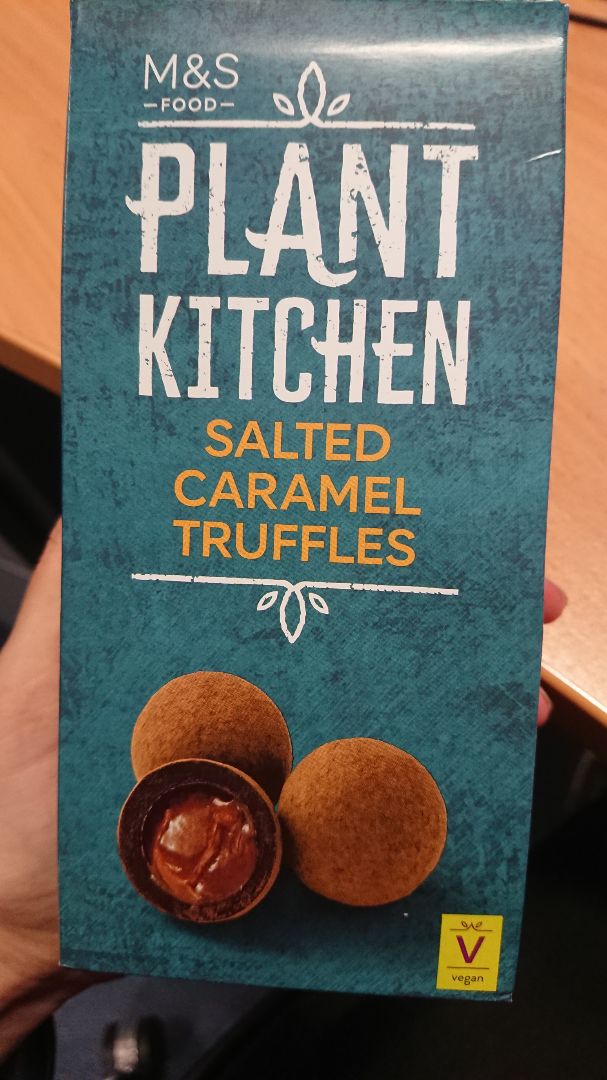 M&S
FOOD
PLANT
KITCHEN
SALTED
CARAMEL
TRUFFLES
V
vegan